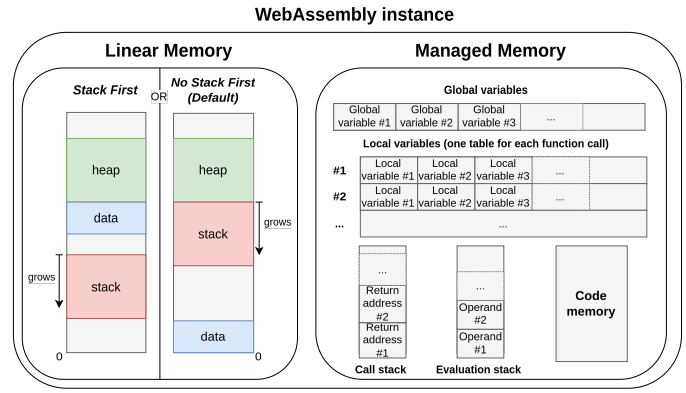 WebAssembly instance
Linear Memory
Stack First
OR
No Stack First
(Default)
heap
data
stack
grows
0
heap
stack
grows
data
0
Managed Memory
Global variables
Global
variable #1
Global
variable #2
Global
variable #3
...
Local variables (one table for each function call)
#1
Local
variable #1
Local
variable #2
Local
variable #3
...
#2
Local
variable #1
Local
variable #2
Local
variable #3
...
...
...
...
Return
address
#2
Return
address
#1
Call stack
...
Operand
#2
Operand
#1
Evaluation stack
Code
memory